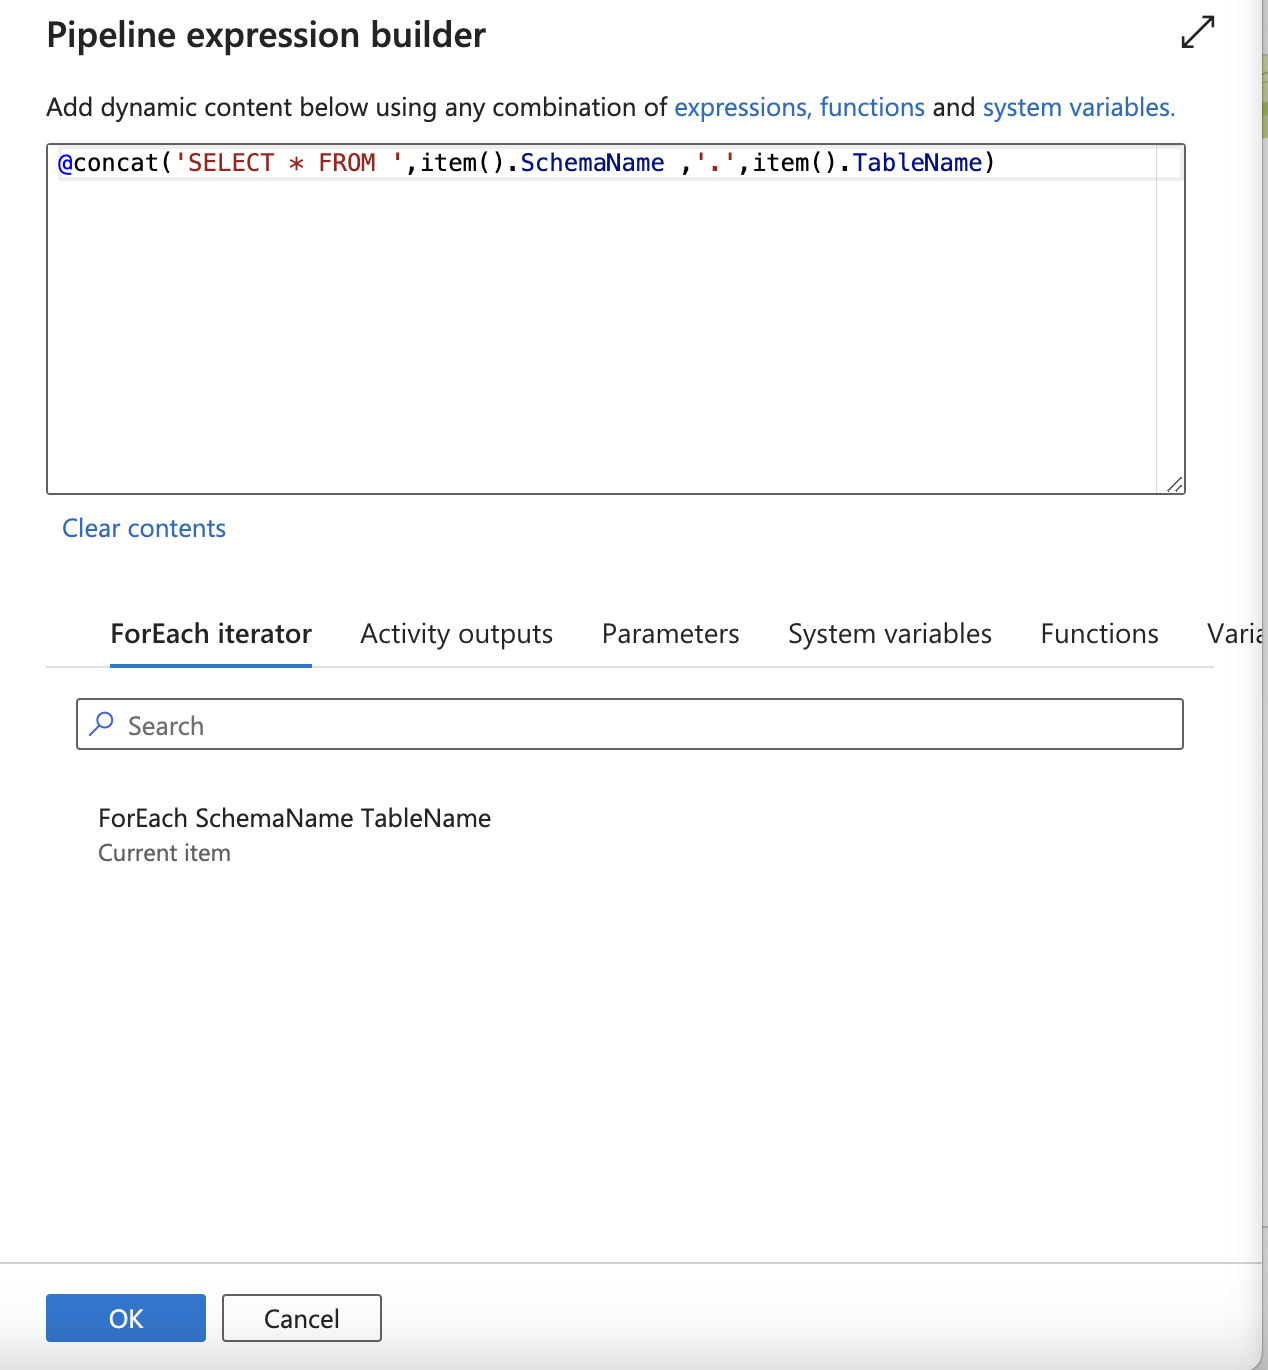 Pipeline expression builder
Add dynamic content below using any combination of expressions, functions and system variables.
@concat('SELECT * FROM ',item().SchemaName ,'.',item().TableName)
Clear contents
ForEach iterator Activity outputs Parameters System variables Functions Varia
Search
ForEach SchemaName TableName
Current item
OK Cancel